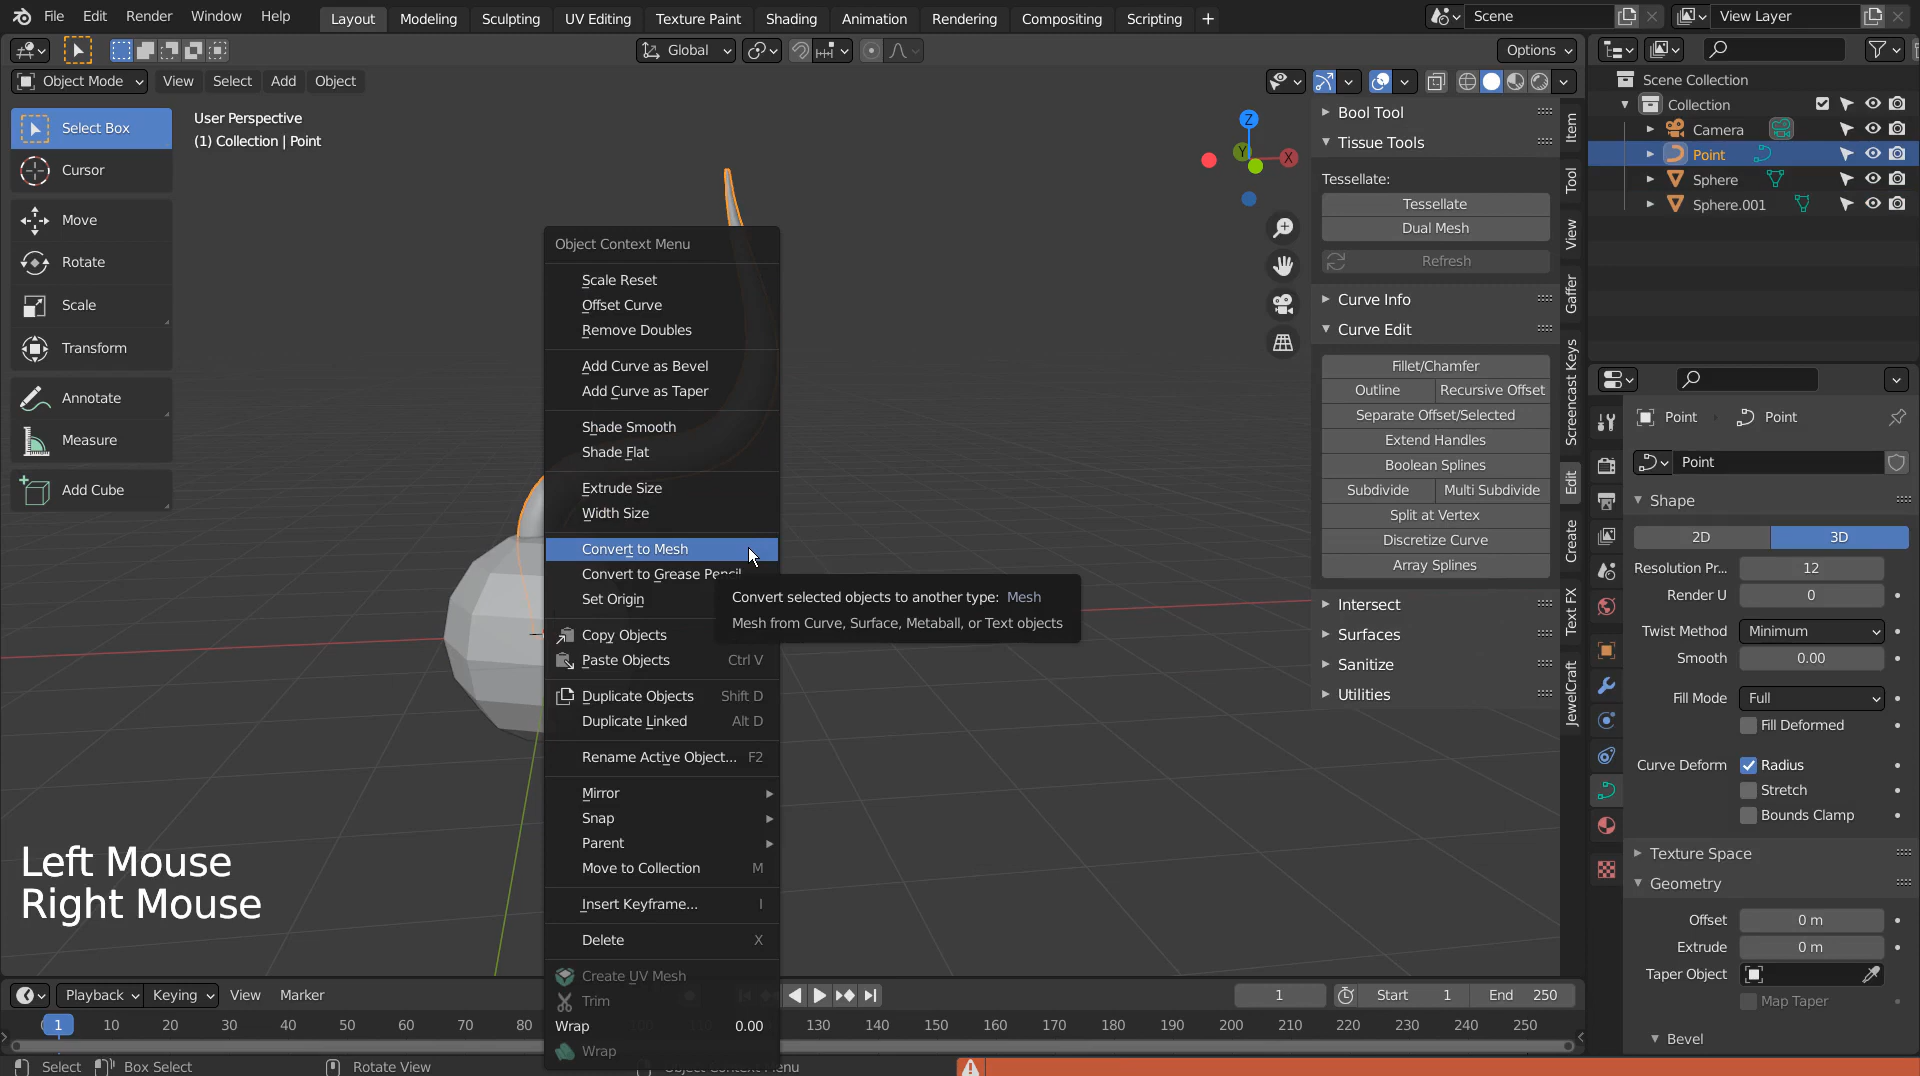 File Edit Render Window Help Layout Modeling Sculpting UV Editing Texture Paint Shading Animation Rendering Compositing Scripting + Scene View Layer
Global Options
Object Mode View Select Add Object
Select Box
Cursor
Move
Rotate
Scale
Transform
Annotate
Measure
Add Cube
User Perspective
(1) Collection | Point
Z
Y
X
Object Context Menu
Scale Reset
Offset Curve
Remove Doubles
Add Curve as Bevel
Add Curve as Taper
Shade Smooth
Shade Flat
Extrude Size
Width Size
Convert to Mesh
Convert to Grease Pencil
Set Origin
Copy Objects
Paste Objects Ctrl V
Duplicate Objects Shift D
Duplicate Linked Alt D
Rename Active Object... F2
Mirror
Snap
Parent
Move to Collection M
Insert Keyframe... I
Delete X
Create UV Mesh
Trim
Wrap 0.00
Wrap
Convert selected objects to another type: Mesh
Mesh from Curve, Surface, Metaball, or Text objects
Bool Tool
Tissue Tools
Tessellate:
Tessellate
Dual Mesh
Refresh
Curve Info
Curve Edit
Fillet/Chamfer
Outline Recursive Offset
Separate Offset/Selected
Extend Handles
Boolean Splines
Subdivide Multi Subdivide
Split at Vertex
Discretize Curve
Array Splines
Intersect
Surfaces
Sanitize
Utilities
Item
Tool
View
Gaffer
Screencast Keys
Edit
Create
Text FX
JewelCraft
Scene Collection
Collection
Camera
Point
Sphere
Sphere.001
Point Point
Point
Shape
2D 3D
Resolution Pr... 12
Render U 0
Twist Method Minimum
Smooth 0.00
Fill Mode Full
Fill Deformed
Curve Deform Radius
Stretch
Bounds Clamp
Texture Space
Geometry
Offset 0 m
Extrude 0 m
Taper Object
Map Taper
Bevel
Left Mouse
Right Mouse
Playback Keying View Marker 1 Start 1 End 250
1 10 20 30 40 50 60 70 80 130 140 150 160 170 180 190 200 210 220 230 240 250
Select Box Select Rotate View Object Context Menu